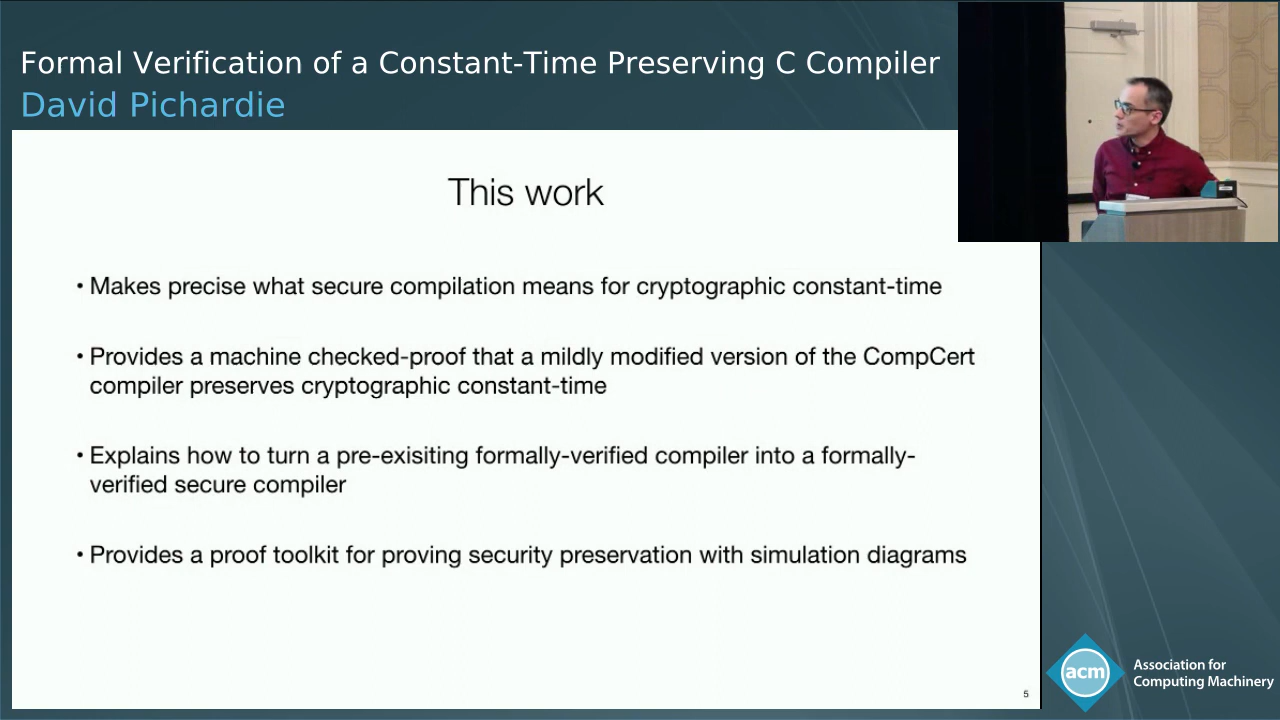 Formal Verification of a Constant-Time Preserving C Compiler
David Pichardie
This work
• Makes precise what secure compilation means for cryptographic constant-time
• Provides a machine checked-proof that a mildly modified version of the CompCert
compiler preserves cryptographic constant-time
• Explains how to turn a pre-exisiting formally-verified compiler into a formally-
verified secure compiler
• Provides a proof toolkit for proving security preservation with simulation diagrams
5
acm
Association for
Computing Machinery